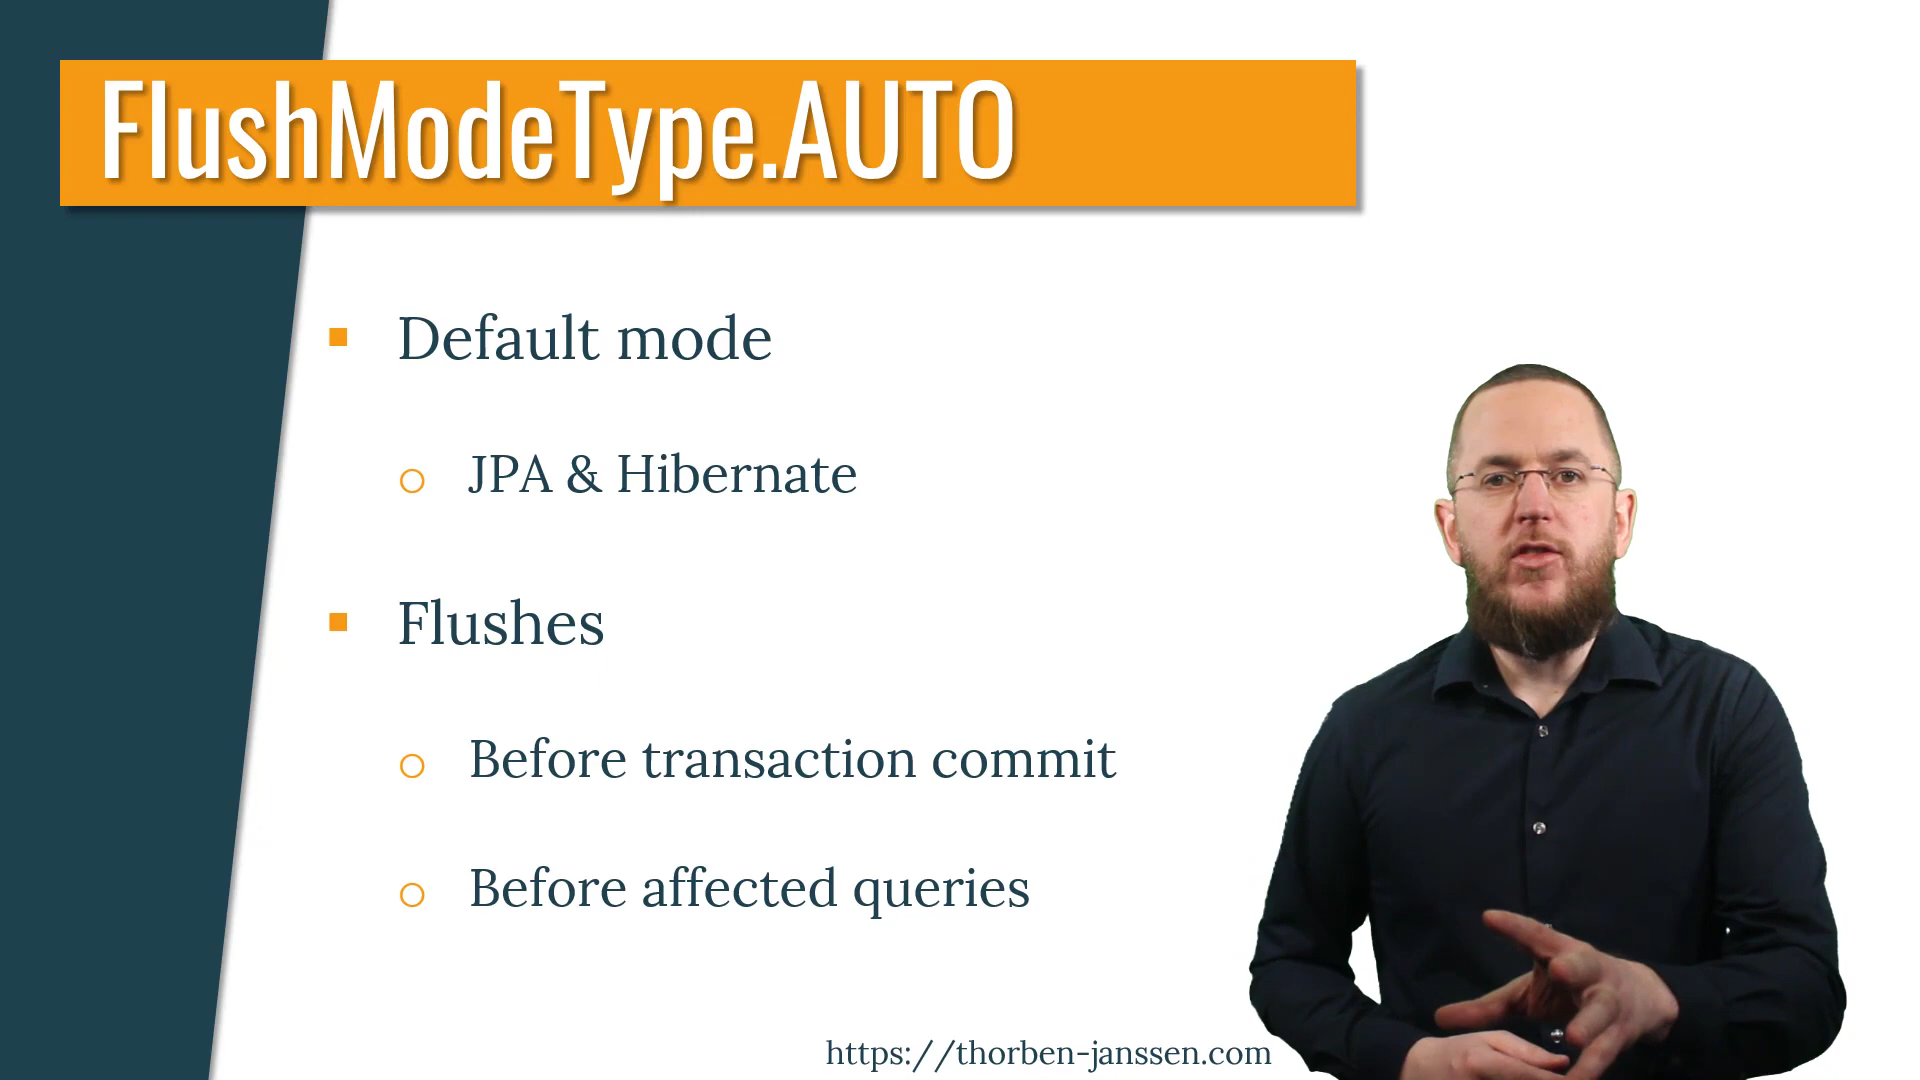 FlushModeType.AUTO
Default mode
JPA & Hibernate
Flushes
Before transaction commit
Before affected queries
https://thorben-janssen.com